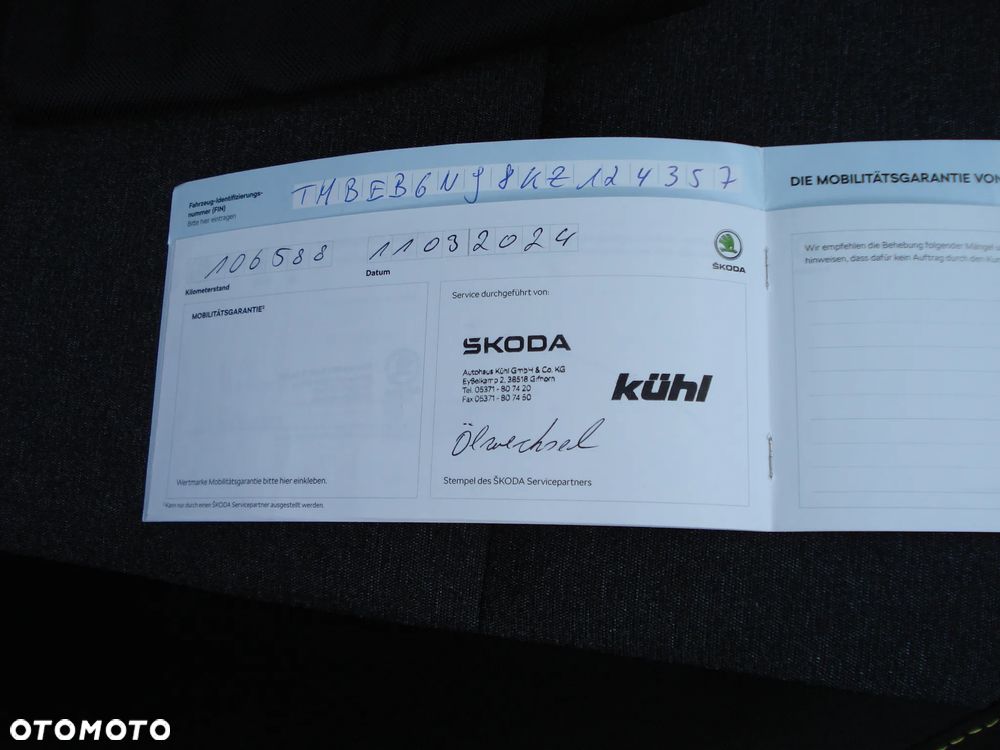 Fahrzeug-Identifizierungs-
nummer (FIN)
Bitte hier eintragen
TMBEB6NJ8KZ124357
106588
Kilometerstand
11032024
Datum
ŠKODA
MOBILITÄTSGARANTIE¹
Wertmarke Mobilitätsgarantie bitte hier einkleben.
Service durchgeführt von:
ŠKODA
Autohaus Kühl GmbH & Co. KG
Eyßelkamp 2, 38518 Gifhorn
Tel. 05371 - 80 74 20
Fax 05371 - 80 74 50
kühl
Ölwechsel
Stempel des ŠKODA Servicepartners
¹Kann nur durch einen ŠKODA Servicepartner ausgestellt werden.
DIE MOBILITÄTSGARANTIE VON
Wir empfehlen die Behebung folgender Mängel
hinweisen, dass dafür kein Auftrag durch den
OTOMOTO